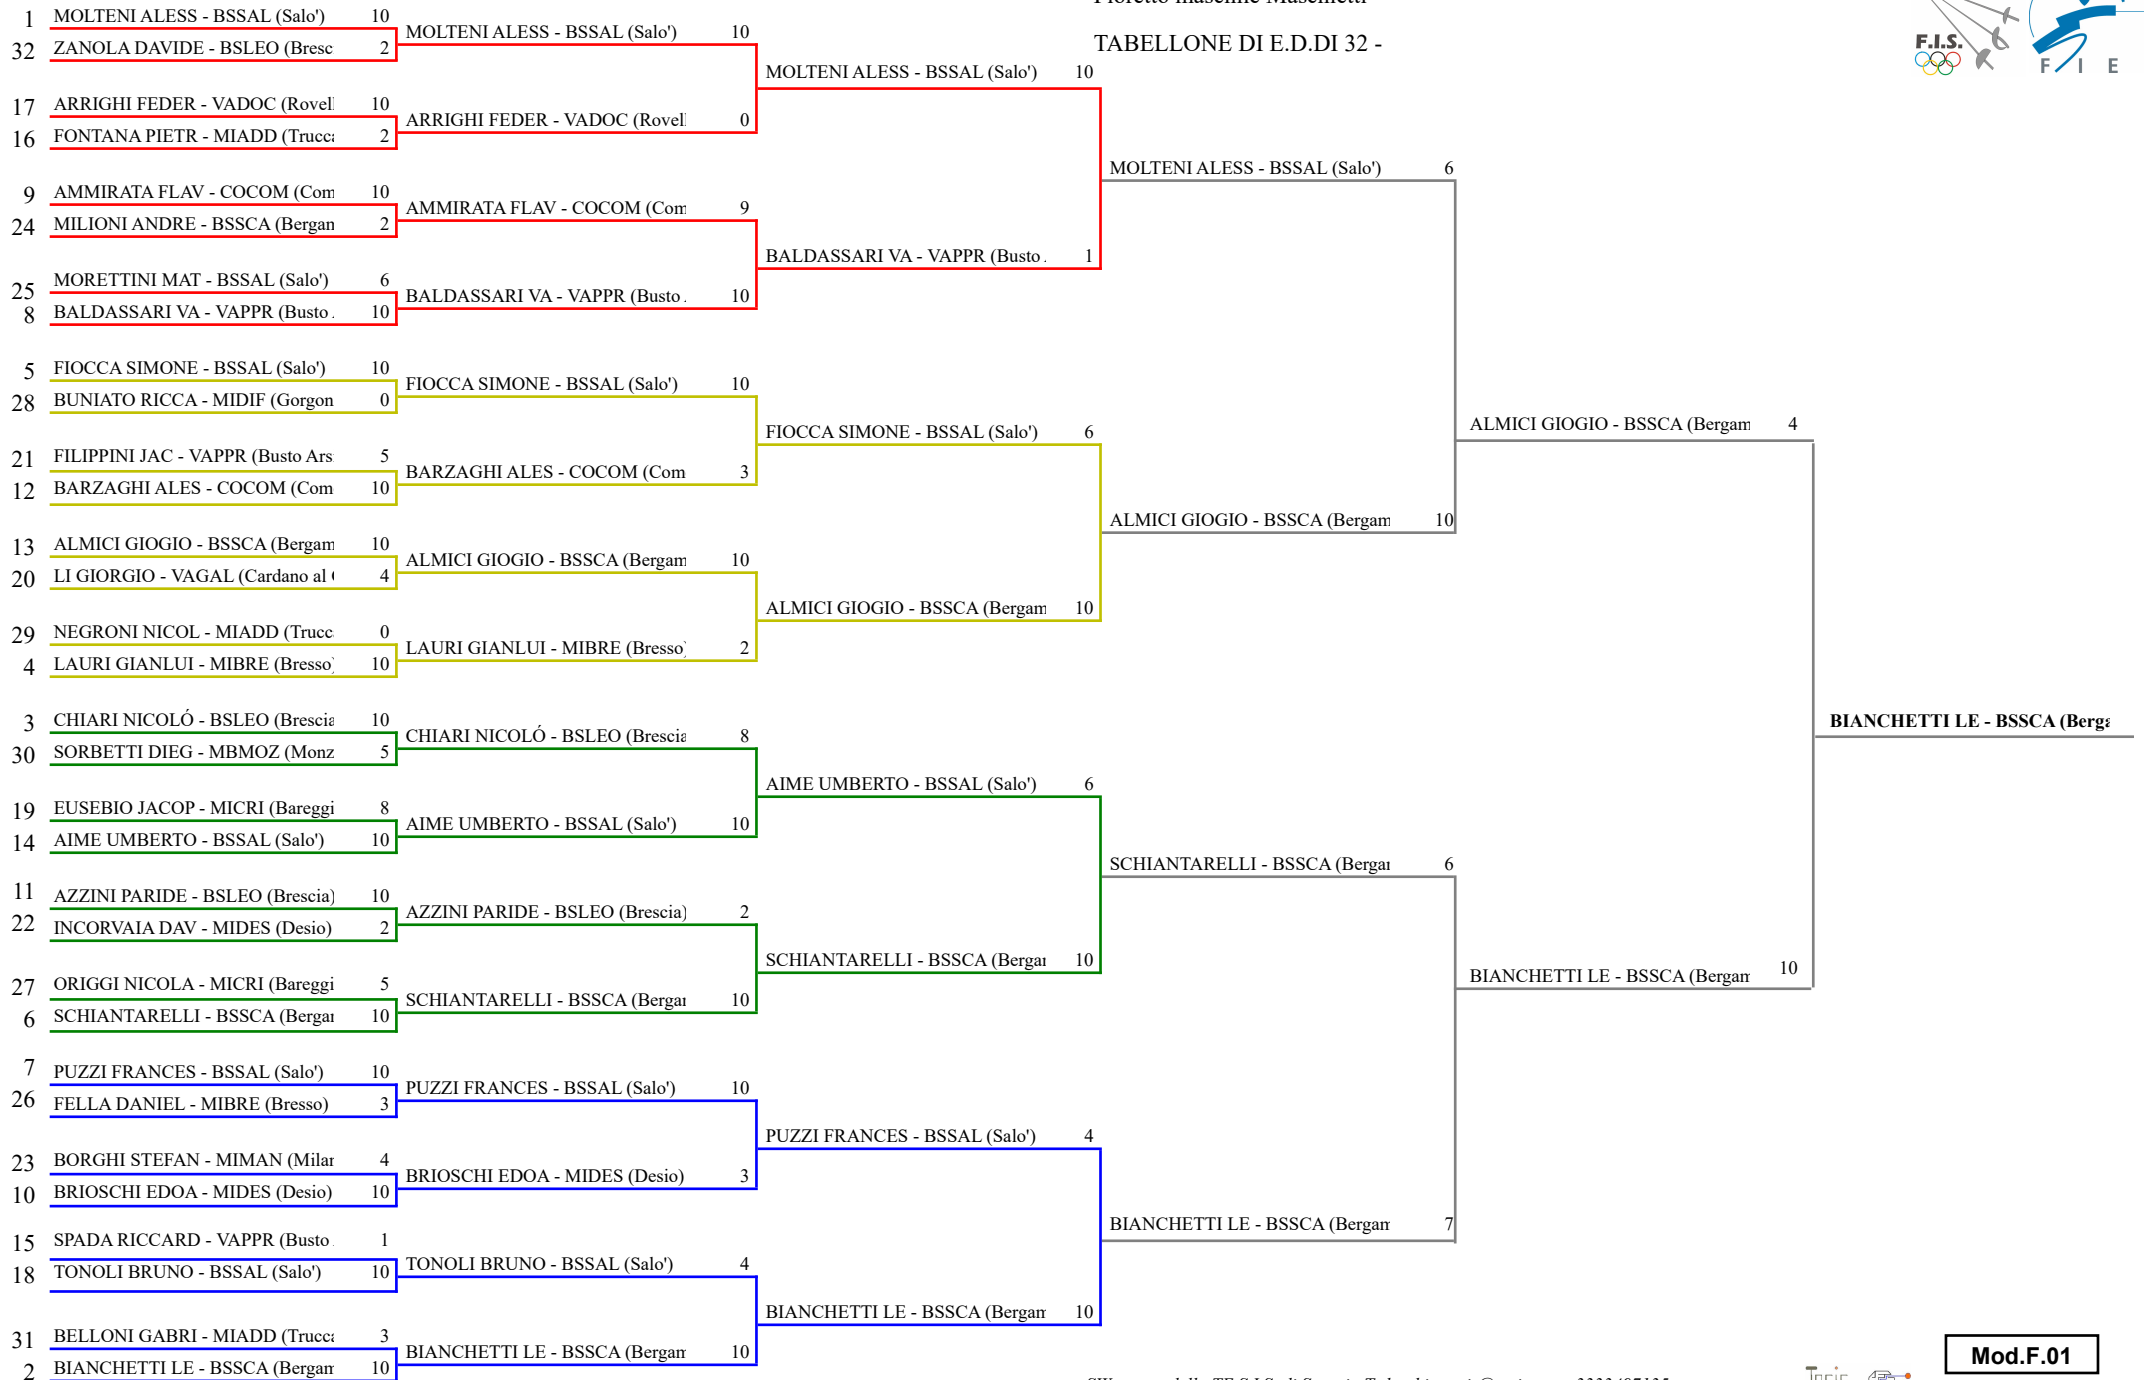 Fioretto maschile Maschietti
TABELLONE DI E.D.DI 32 -
F.I.S.
F I E
1 MOLTENI ALESS - BSSAL (Salo') 10
32 ZANOLA DAVIDE - BSLEO (Bresc 2
17 ARRIGHI FEDER - VADOC (Rovel 10
16 FONTANA PIETR - MIADD (Trucc 2
9 AMMIRATA FLAV - COCOM (Com 10
24 MILIONI ANDRE - BSSCA (Bergam 2
25 MORETTINI MAT - BSSAL (Salo') 6
8 BALDASSARI VA - VAPPR (Busto 10
5 FIOCCA SIMONE - BSSAL (Salo') 10
28 BUNIATO RICCA - MIDIF (Gorgon 0
21 FILIPPINI JAC - VAPPR (Busto Ars 5
12 BARZAGHI ALES - COCOM (Com 10
13 ALMICI GIOGIO - BSSCA (Bergam 10
20 LI GIORGIO - VAGAL (Cardano al 4
29 NEGRONI NICOL - MIADD (Trucc 0
4 LAURI GIANLUI - MIBRE (Bresso) 10
3 CHIARI NICOLÓ - BSLEO (Brescia 10
30 SORBETTI DIEG - MBMOZ (Monz 5
19 EUSEBIO JACOP - MICRI (Bareggi 8
14 AIME UMBERTO - BSSAL (Salo') 10
11 AZZINI PARIDE - BSLEO (Brescia) 10
22 INCORVAIA DAV - MIDES (Desio) 2
27 ORIGGI NICOLA - MICRI (Bareggi 5
6 SCHIANTARELLI - BSSCA (Bergam 10
7 PUZZI FRANCES - BSSAL (Salo') 10
26 FELLA DANIEL - MIBRE (Bresso) 3
23 BORGHI STEFAN - MIMAN (Milan 4
10 BRIOSCHI EDOA - MIDES (Desio) 10
15 SPADA RICCARD - VAPPR (Busto 1
18 TONOLI BRUNO - BSSAL (Salo') 10
31 BELLONI GABRI - MIADD (Trucc 3
2 BIANCHETTI LE - BSSCA (Bergam 10
MOLTENI ALESS - BSSAL (Salo') 10
ARRIGHI FEDER - VADOC (Rovel 0
AMMIRATA FLAV - COCOM (Com 9
BALDASSARI VA - VAPPR (Busto 10
FIOCCA SIMONE - BSSAL (Salo') 10
BARZAGHI ALES - COCOM (Com 3
ALMICI GIOGIO - BSSCA (Bergam 10
LAURI GIANLUI - MIBRE (Bresso) 2
CHIARI NICOLÓ - BSLEO (Brescia 8
AIME UMBERTO - BSSAL (Salo') 10
AZZINI PARIDE - BSLEO (Brescia) 2
SCHIANTARELLI - BSSCA (Bergam 10
PUZZI FRANCES - BSSAL (Salo') 10
BRIOSCHI EDOA - MIDES (Desio) 3
TONOLI BRUNO - BSSAL (Salo') 4
BIANCHETTI LE - BSSCA (Bergam 10
MOLTENI ALESS - BSSAL (Salo') 10
BALDASSARI VA - VAPPR (Busto 1
FIOCCA SIMONE - BSSAL (Salo') 6
ALMICI GIOGIO - BSSCA (Bergam 10
AIME UMBERTO - BSSAL (Salo') 6
SCHIANTARELLI - BSSCA (Bergam 10
PUZZI FRANCES - BSSAL (Salo') 4
BIANCHETTI LE - BSSCA (Bergam 10
MOLTENI ALESS - BSSAL (Salo') 6
ALMICI GIOGIO - BSSCA (Bergam 10
SCHIANTARELLI - BSSCA (Bergam 6
BIANCHETTI LE - BSSCA (Bergam 7
ALMICI GIOGIO - BSSCA (Bergam 4
BIANCHETTI LE - BSSCA (Bergam 10
BIANCHETTI LE - BSSCA (Berga
Mod.F.01